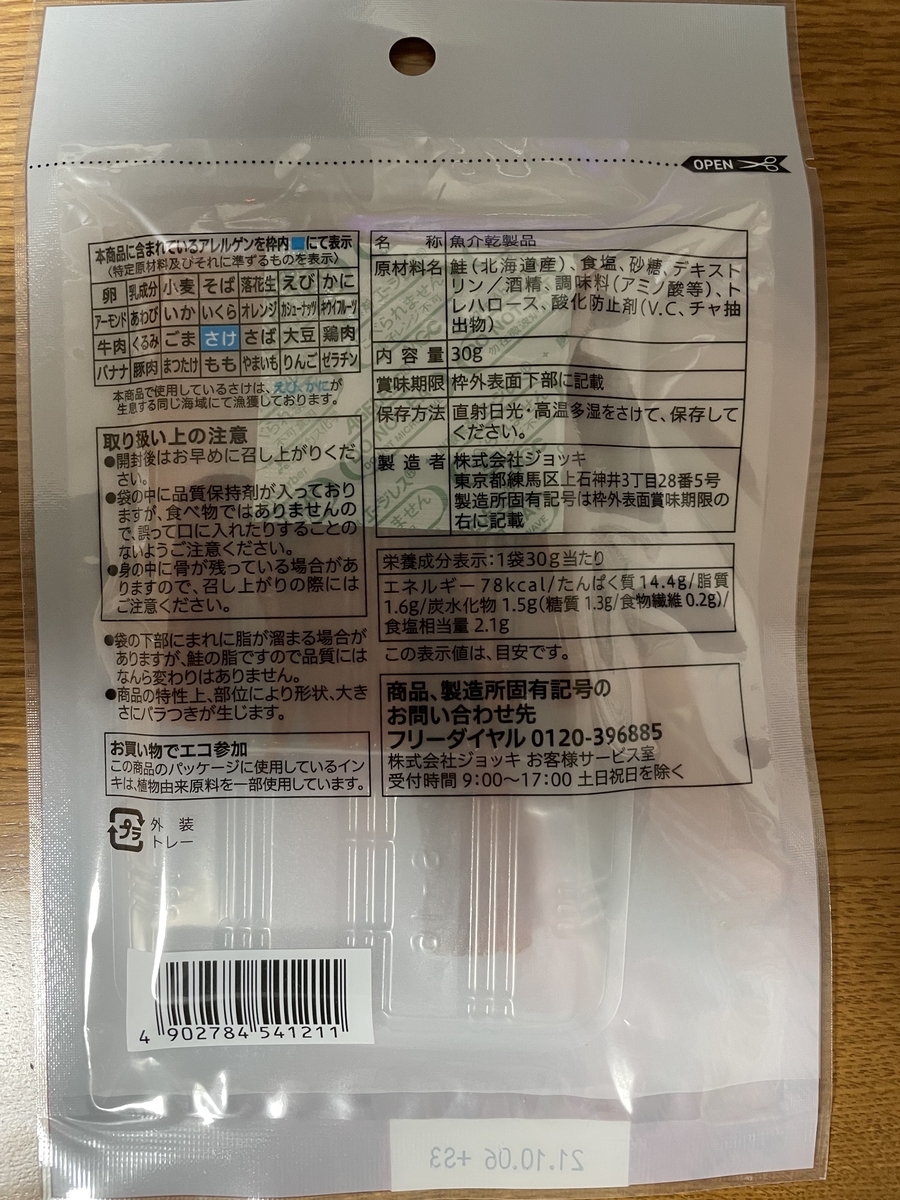 OPEN
本商品に含まれているアレルゲンを枠内■にて表示
〈特定原材料及びそれに準ずるものを表示〉
卵 乳成分 小麦 そば 落花生 えび かに
アーモンド あわび いか いくら オレンジ カシューナッツ キウイフルーツ
牛肉 くるみ ごま さけ さば 大豆 鶏肉
バナナ 豚肉 まつたけ もも やまいも りんご ゼラチン
本商品で使用しているさけは、えび、かにが
生息する同じ海域にて漁獲しております。
取り扱い上の注意
●開封後はお早めに召し上がりくだ
さい。
●袋の中に品質保持剤が入っており
ますが、食べ物ではありませんの
で、誤って口に入れたりすることの
ないようご注意ください。
●身の中に骨が残っている場合があ
りますので、召し上がりの際には
ご注意ください。
●袋の下部にまれに脂が溜まる場合が
ありますが、鮭の脂ですので品質には
なんら変わりはありません。
●商品の特性上、部位により形状、大き
さにバラつきが生じます。
お買い物でエコ参加
この商品のパッケージに使用しているイン
キは、植物由来原料を一部使用しています。
プラ 外装
トレー
4 902784 541211
名称 魚介乾製品
原材料名 鮭(北海道産)、食塩、砂糖、デキスト
リン/酒精、調味料(アミノ酸等)、ト
レハロース、酸化防止剤(V.C、チャ抽
出物)
内容量 30g
賞味期限 枠外表面下部に記載
保存方法 直射日光・高温多湿をさけて、保存して
ください。
製造者 株式会社ジョッキ
東京都練馬区上石神井3丁目28番5号
製造所固有記号は枠外表面賞味期限の
右に記載
栄養成分表示:1袋30g当たり
エネルギー 78kcal/たんぱく質 14.4g/脂質
1.6g/炭水化物 1.5g(糖質 1.3g/食物繊維 0.2g)/
食塩相当量 2.1g
この表示値は、目安です。
商品、製造所固有記号の
お問い合わせ先
フリーダイヤル 0120-396885
株式会社ジョッキ お客様サービス室
受付時間 9:00〜17:00 土日祝日を除く
21.10.06 +S3